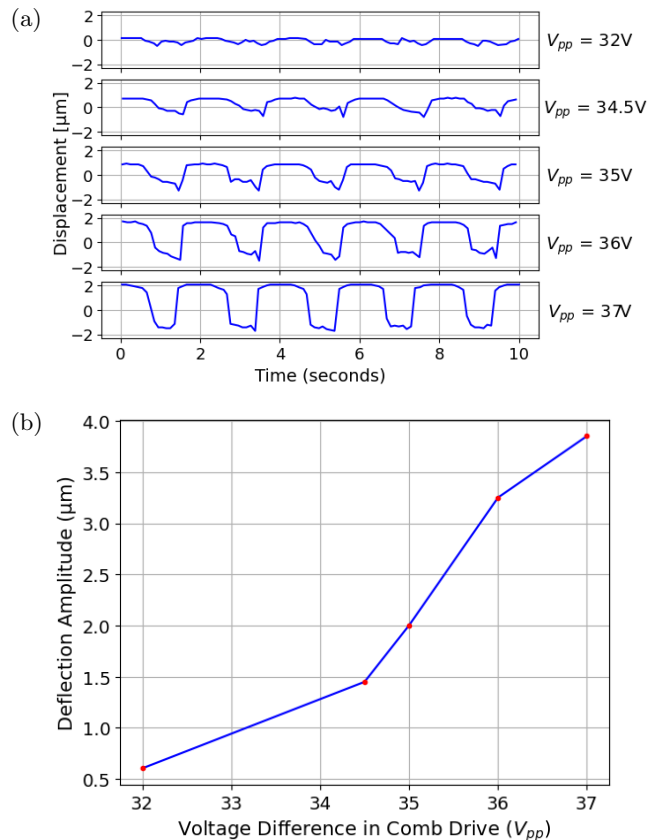 (a)
2
0
−2
V_pp = 32V
2
0
−2
V_pp = 34.5V
2
0
−2
V_pp = 35V
2
0
−2
V_pp = 36V
2
0
−2
V_pp = 37V
Displacement [μm]
0 2 4 6 8 10
Time (seconds)
(b)
4.0
3.5
3.0
2.5
2.0
1.5
1.0
0.5
Deflection Amplitude (μm)
32 33 34 35 36 37
Voltage Difference in Comb Drive (V_pp)